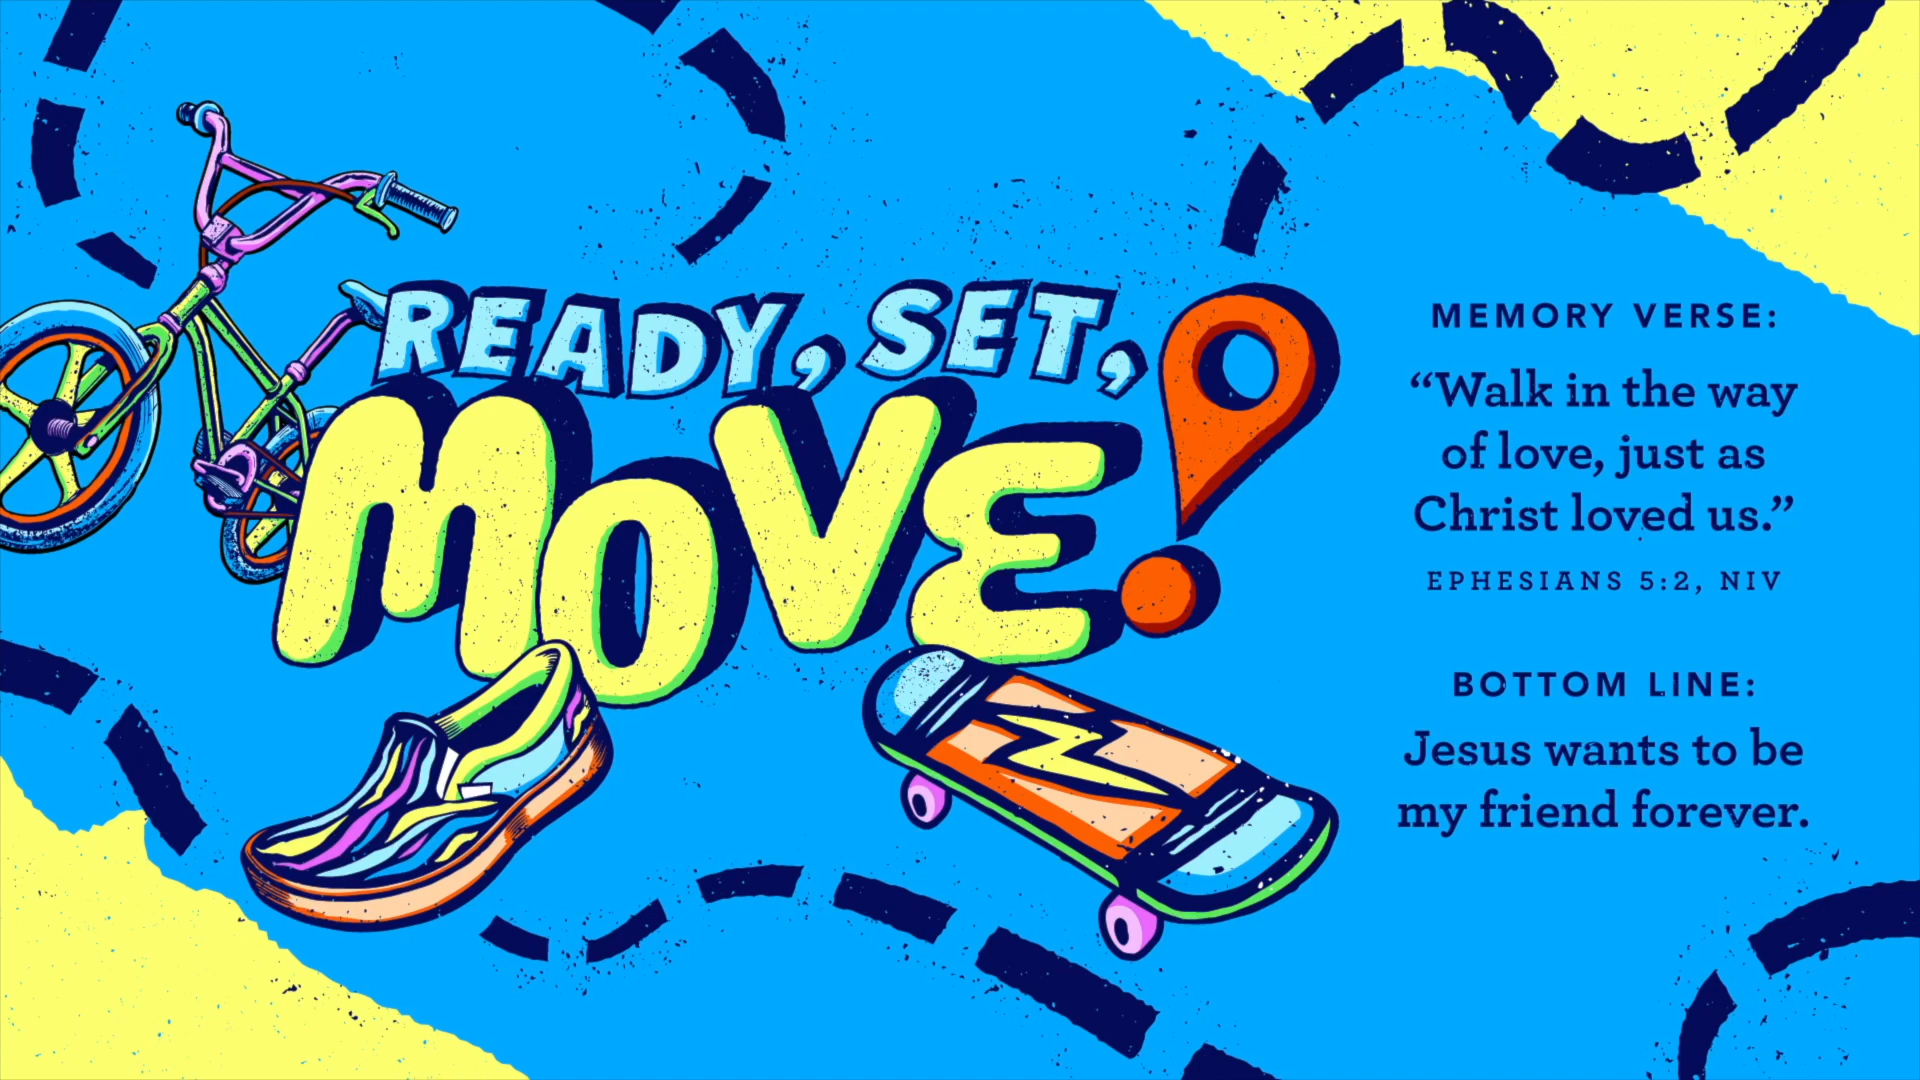 READY, SET,
MOVE!
MEMORY VERSE:
“Walk in the way
of love, just as
Christ loved us.”
EPHESIANS 5:2, NIV
BOTTOM LINE:
Jesus wants to be
my friend forever.